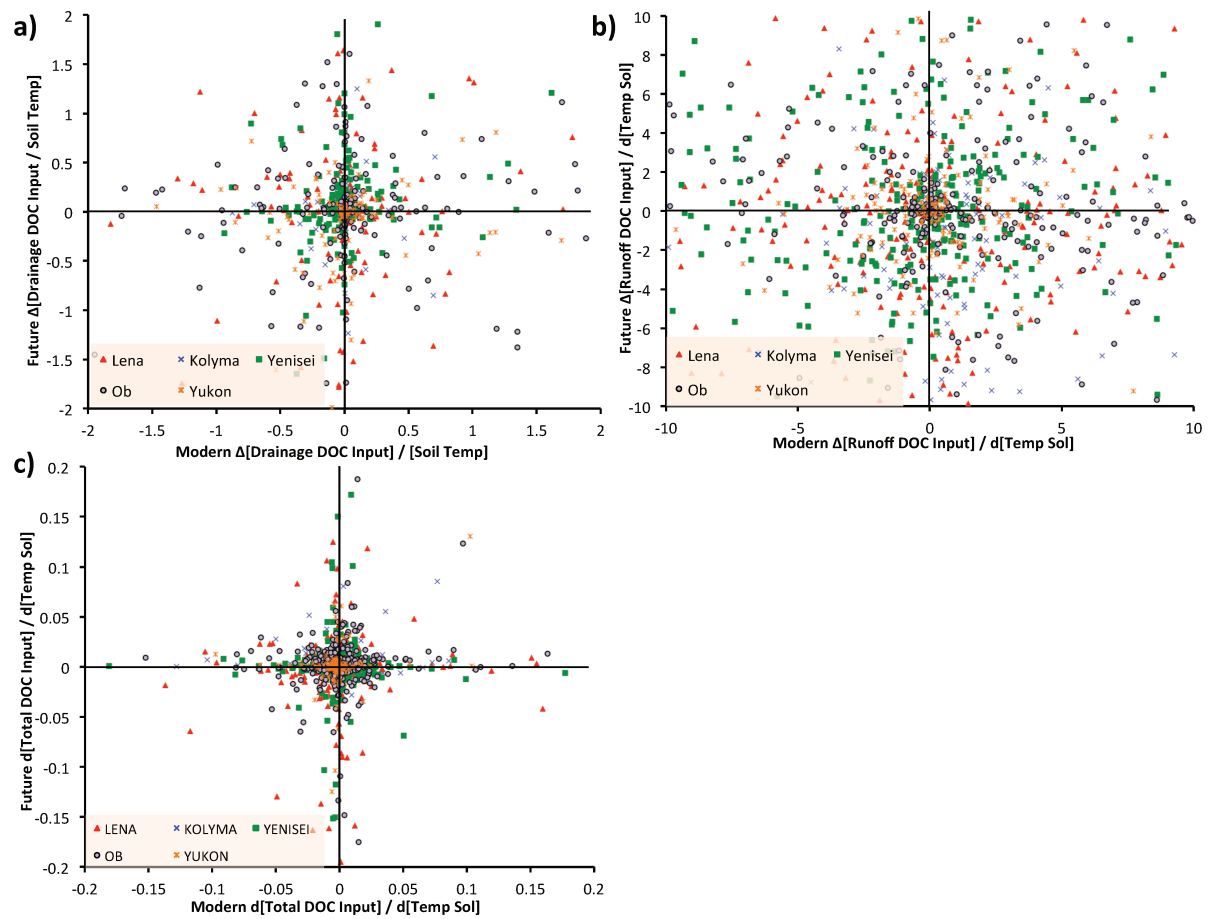 a)
Future Δ[Drainage DOC Input / Soil Temp]
2
1.5
1
0.5
0
-0.5
-1
-1.5
-2
Lena Kolyma Yenisei
Ob Yukon
-2 -1.5 -1 -0.5 0 0.5 1 1.5 2
Modern Δ[Drainage DOC Input] / [Soil Temp]
b)
Future Δ[Runoff DOC Input] / d[Temp Sol]
10
8
6
4
2
0
-2
-4
-6
-8
-10
Lena Kolyma Yenisei
Ob Yukon
-10 -5 0 5 10
Modern Δ[Runoff DOC Input] / d[Temp Sol]
c)
Future d[Total DOC Input] / d[Temp Sol]
0.2
0.15
0.1
0.05
0
-0.05
-0.1
-0.15
-0.2
LENA KOLYMA YENISEI
OB YUKON
-0.2 -0.15 -0.1 -0.05 0 0.05 0.1 0.15 0.2
Modern d[Total DOC Input] / d[Temp Sol]